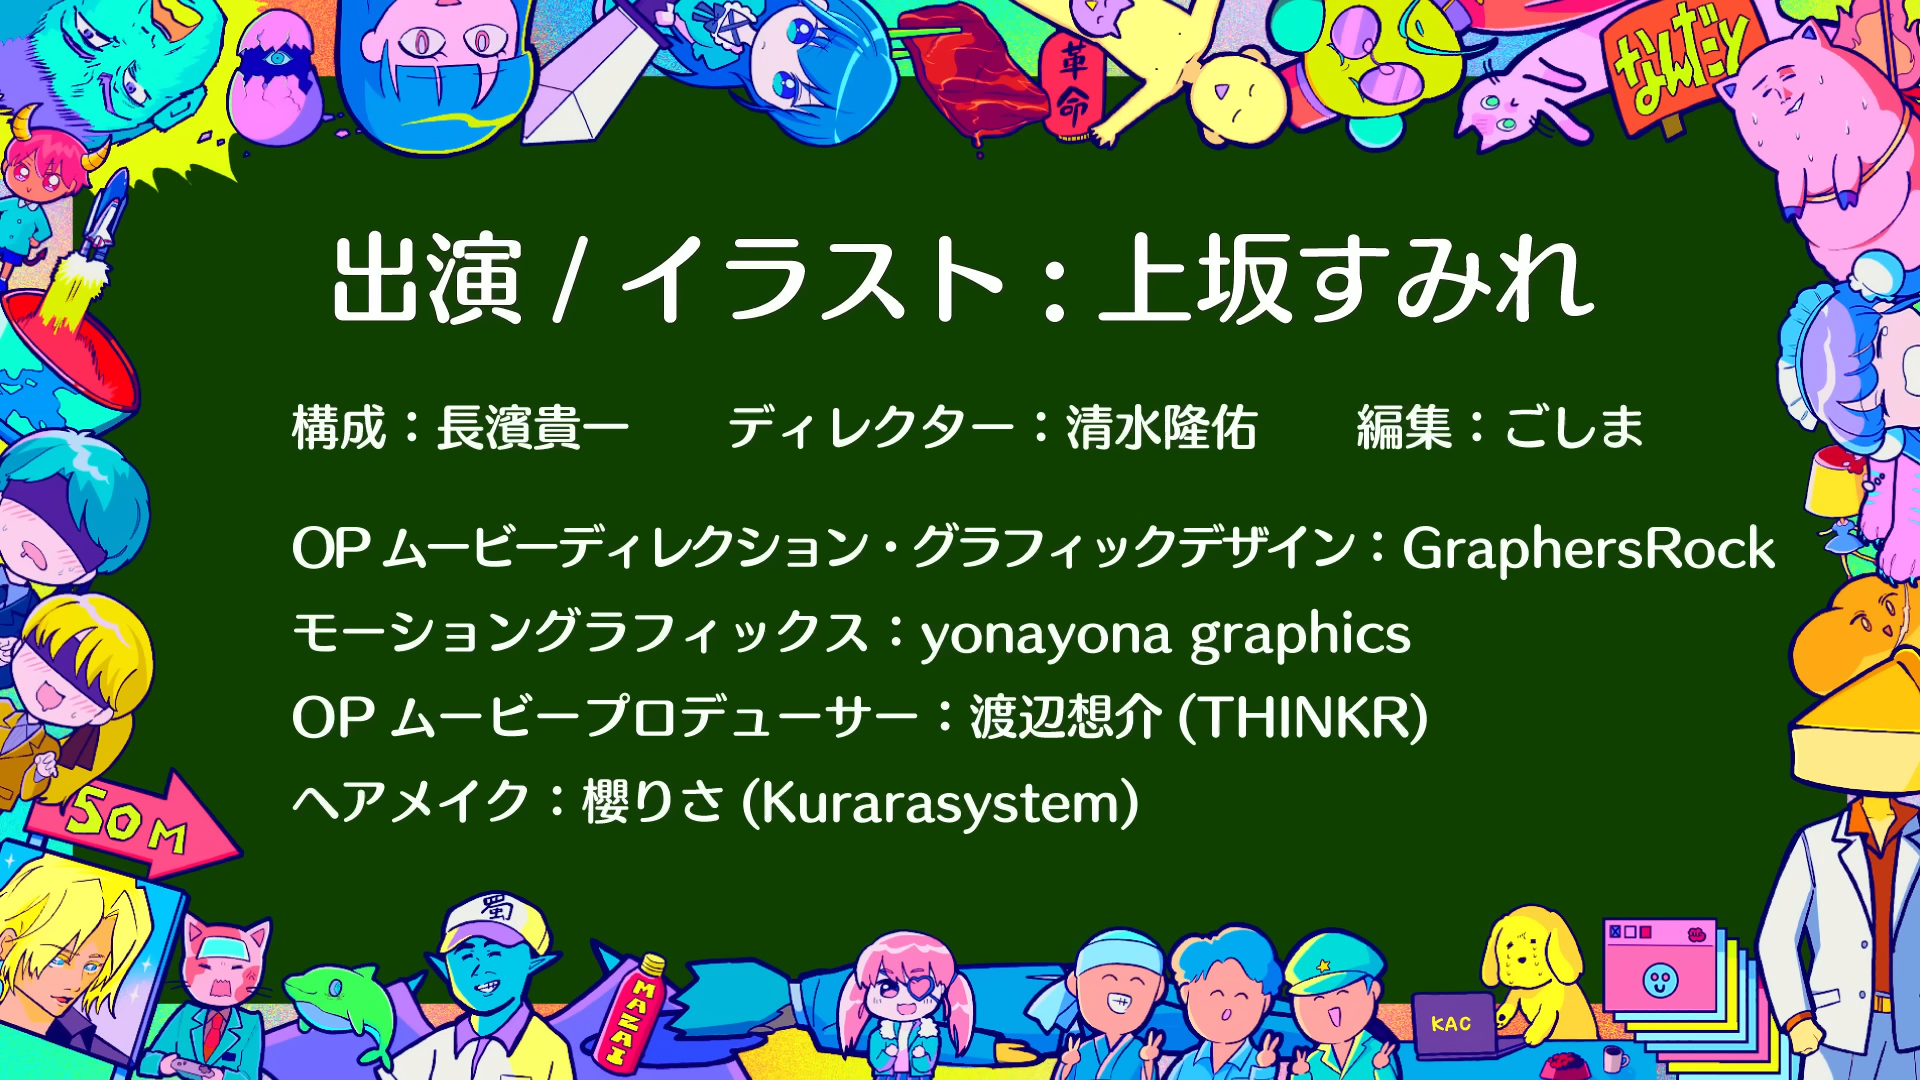 革命
なんだと
出演 / イラスト：上坂すみれ
構成：長濱貴一　ディレクター：清水隆佑　編集：ごしま
OPムービーディレクション・グラフィックデザイン：GraphersRock
モーショングラフィックス：yonayona graphics
OPムービープロデューサー：渡辺想介 (THINKR)
ヘアメイク：櫻りさ (Kurarasystem)
50M
蜀
MAZAI
KAC